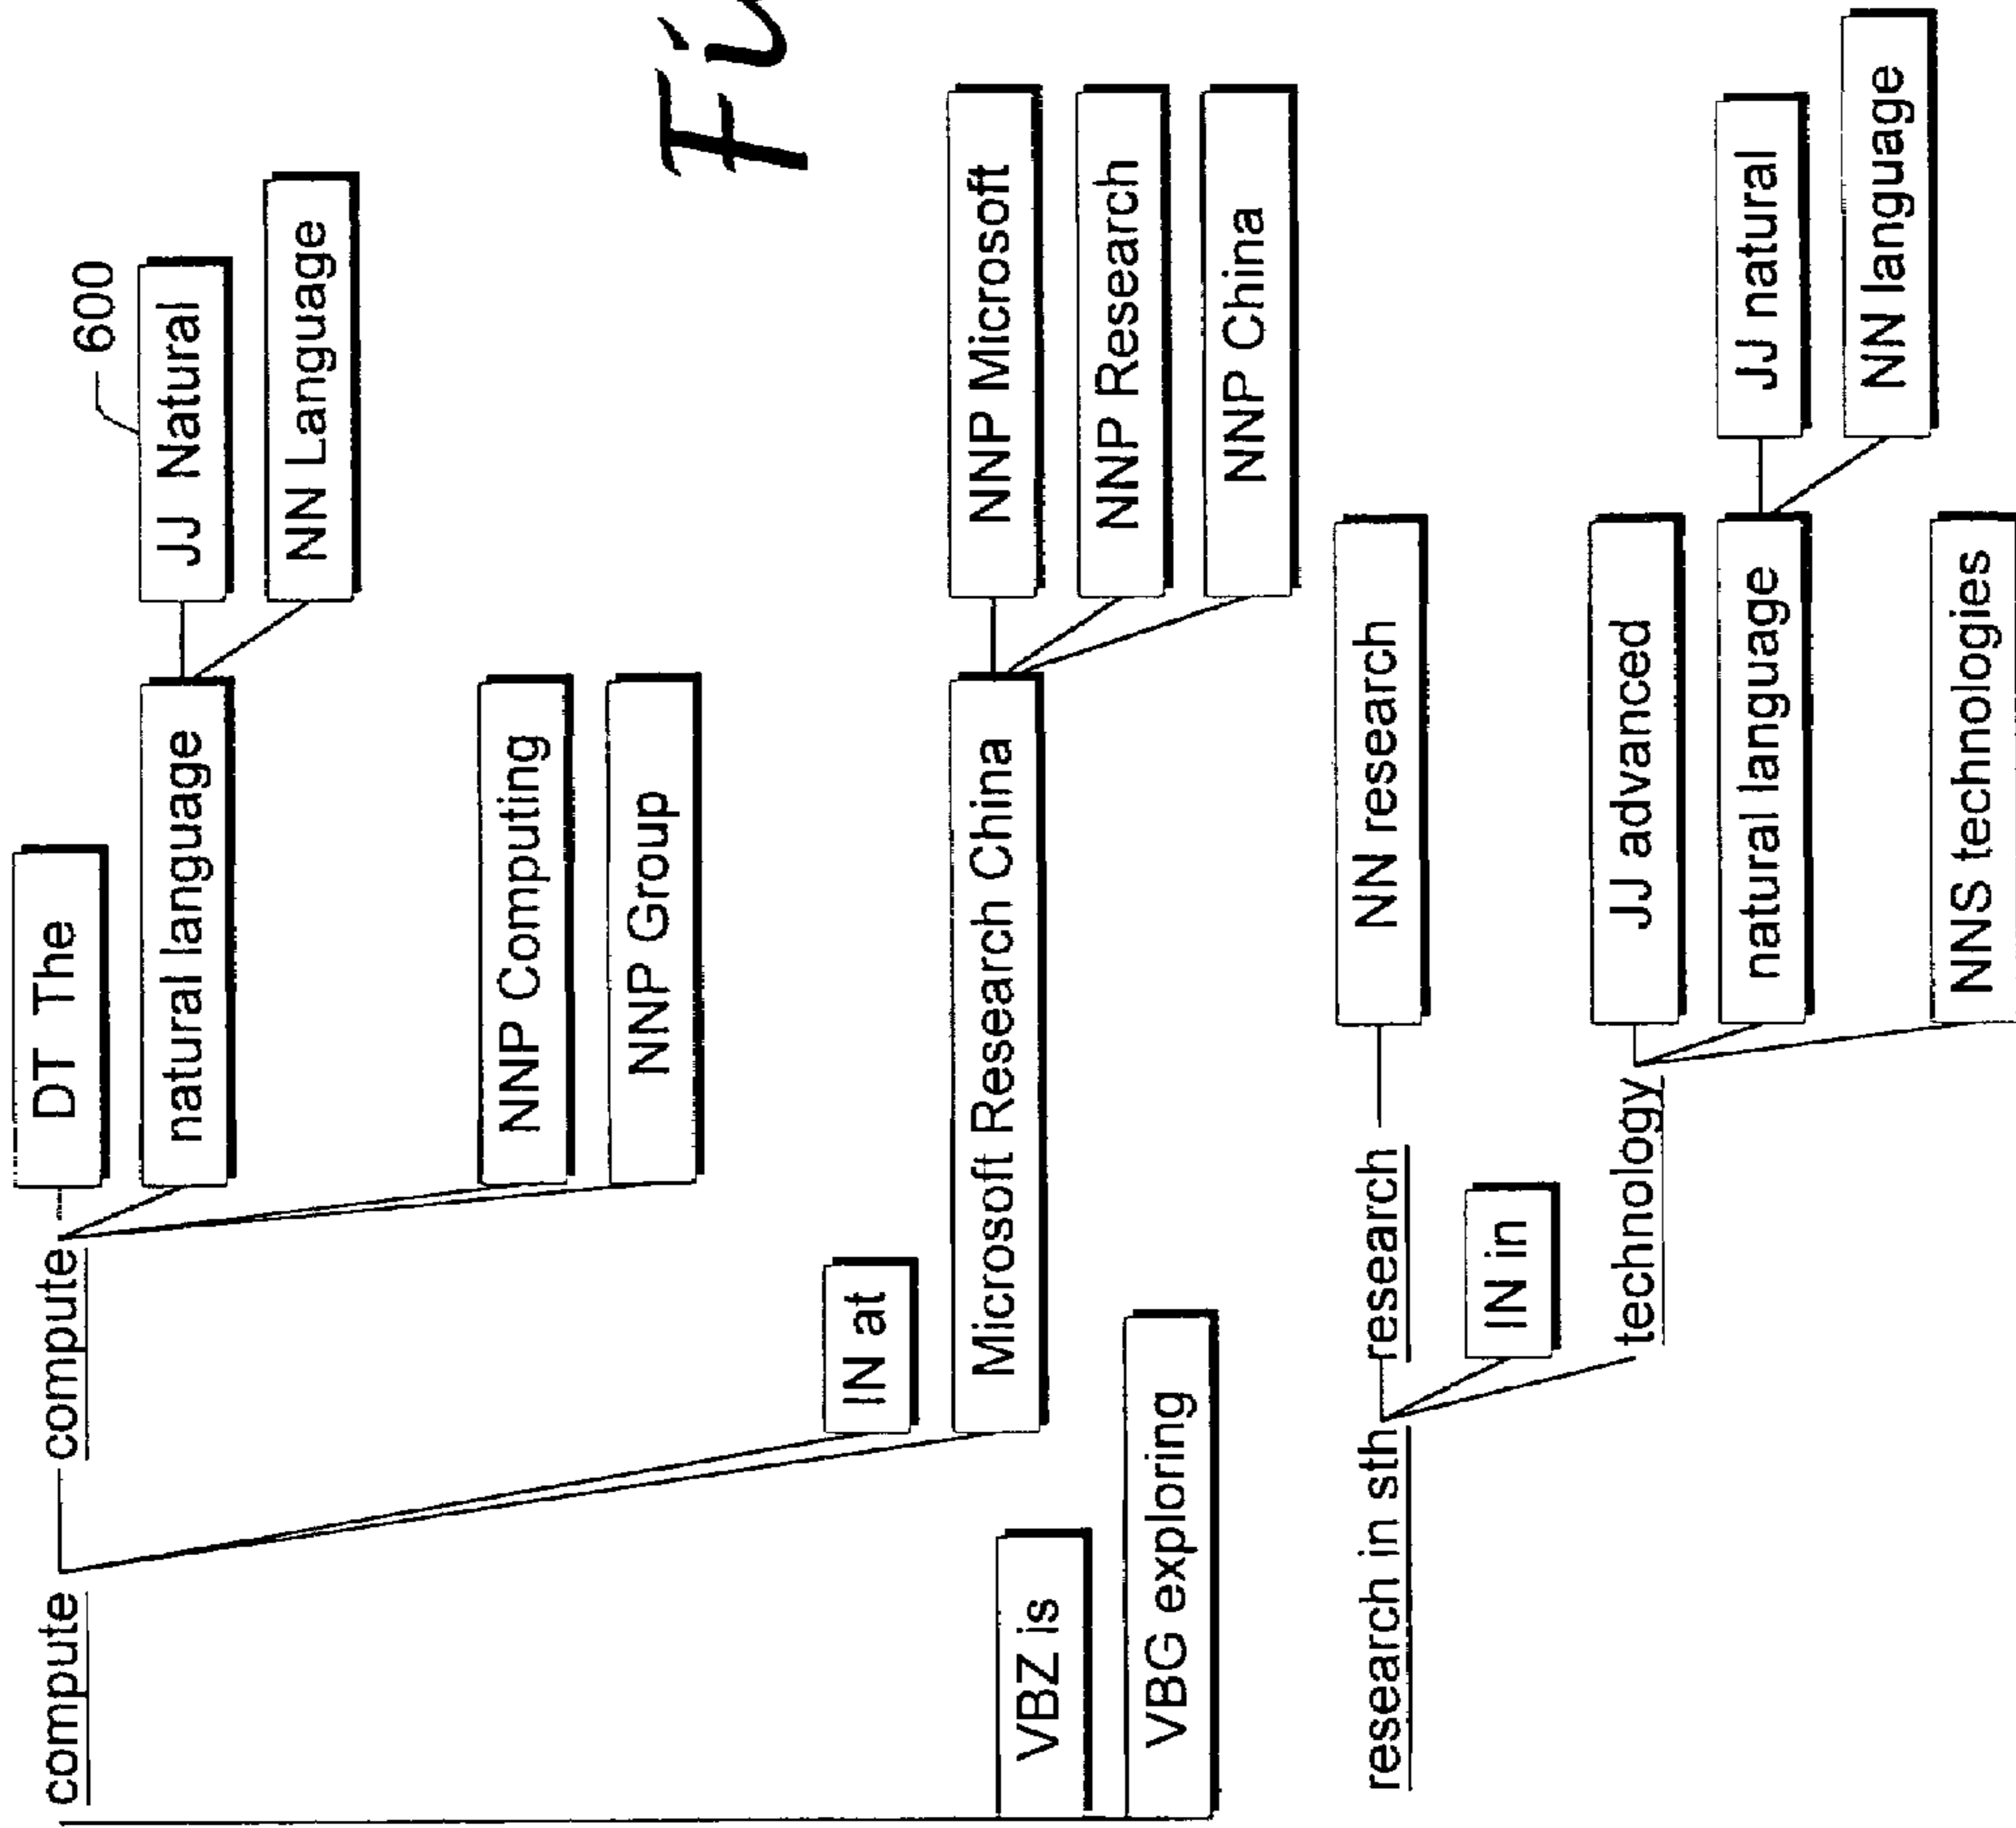 compute
compute
DT The
natural language
JJ Natural
600
NN Language
NNP Computing
NNP Group
IN at
Microsoft Research China
NNP Microsoft
NNP Research
NNP China
VBZ is
VBG exploring
research in sth
research
NN research
IN in
technology
JJ advanced
natural language
JJ natural
NN language
NNS technologies